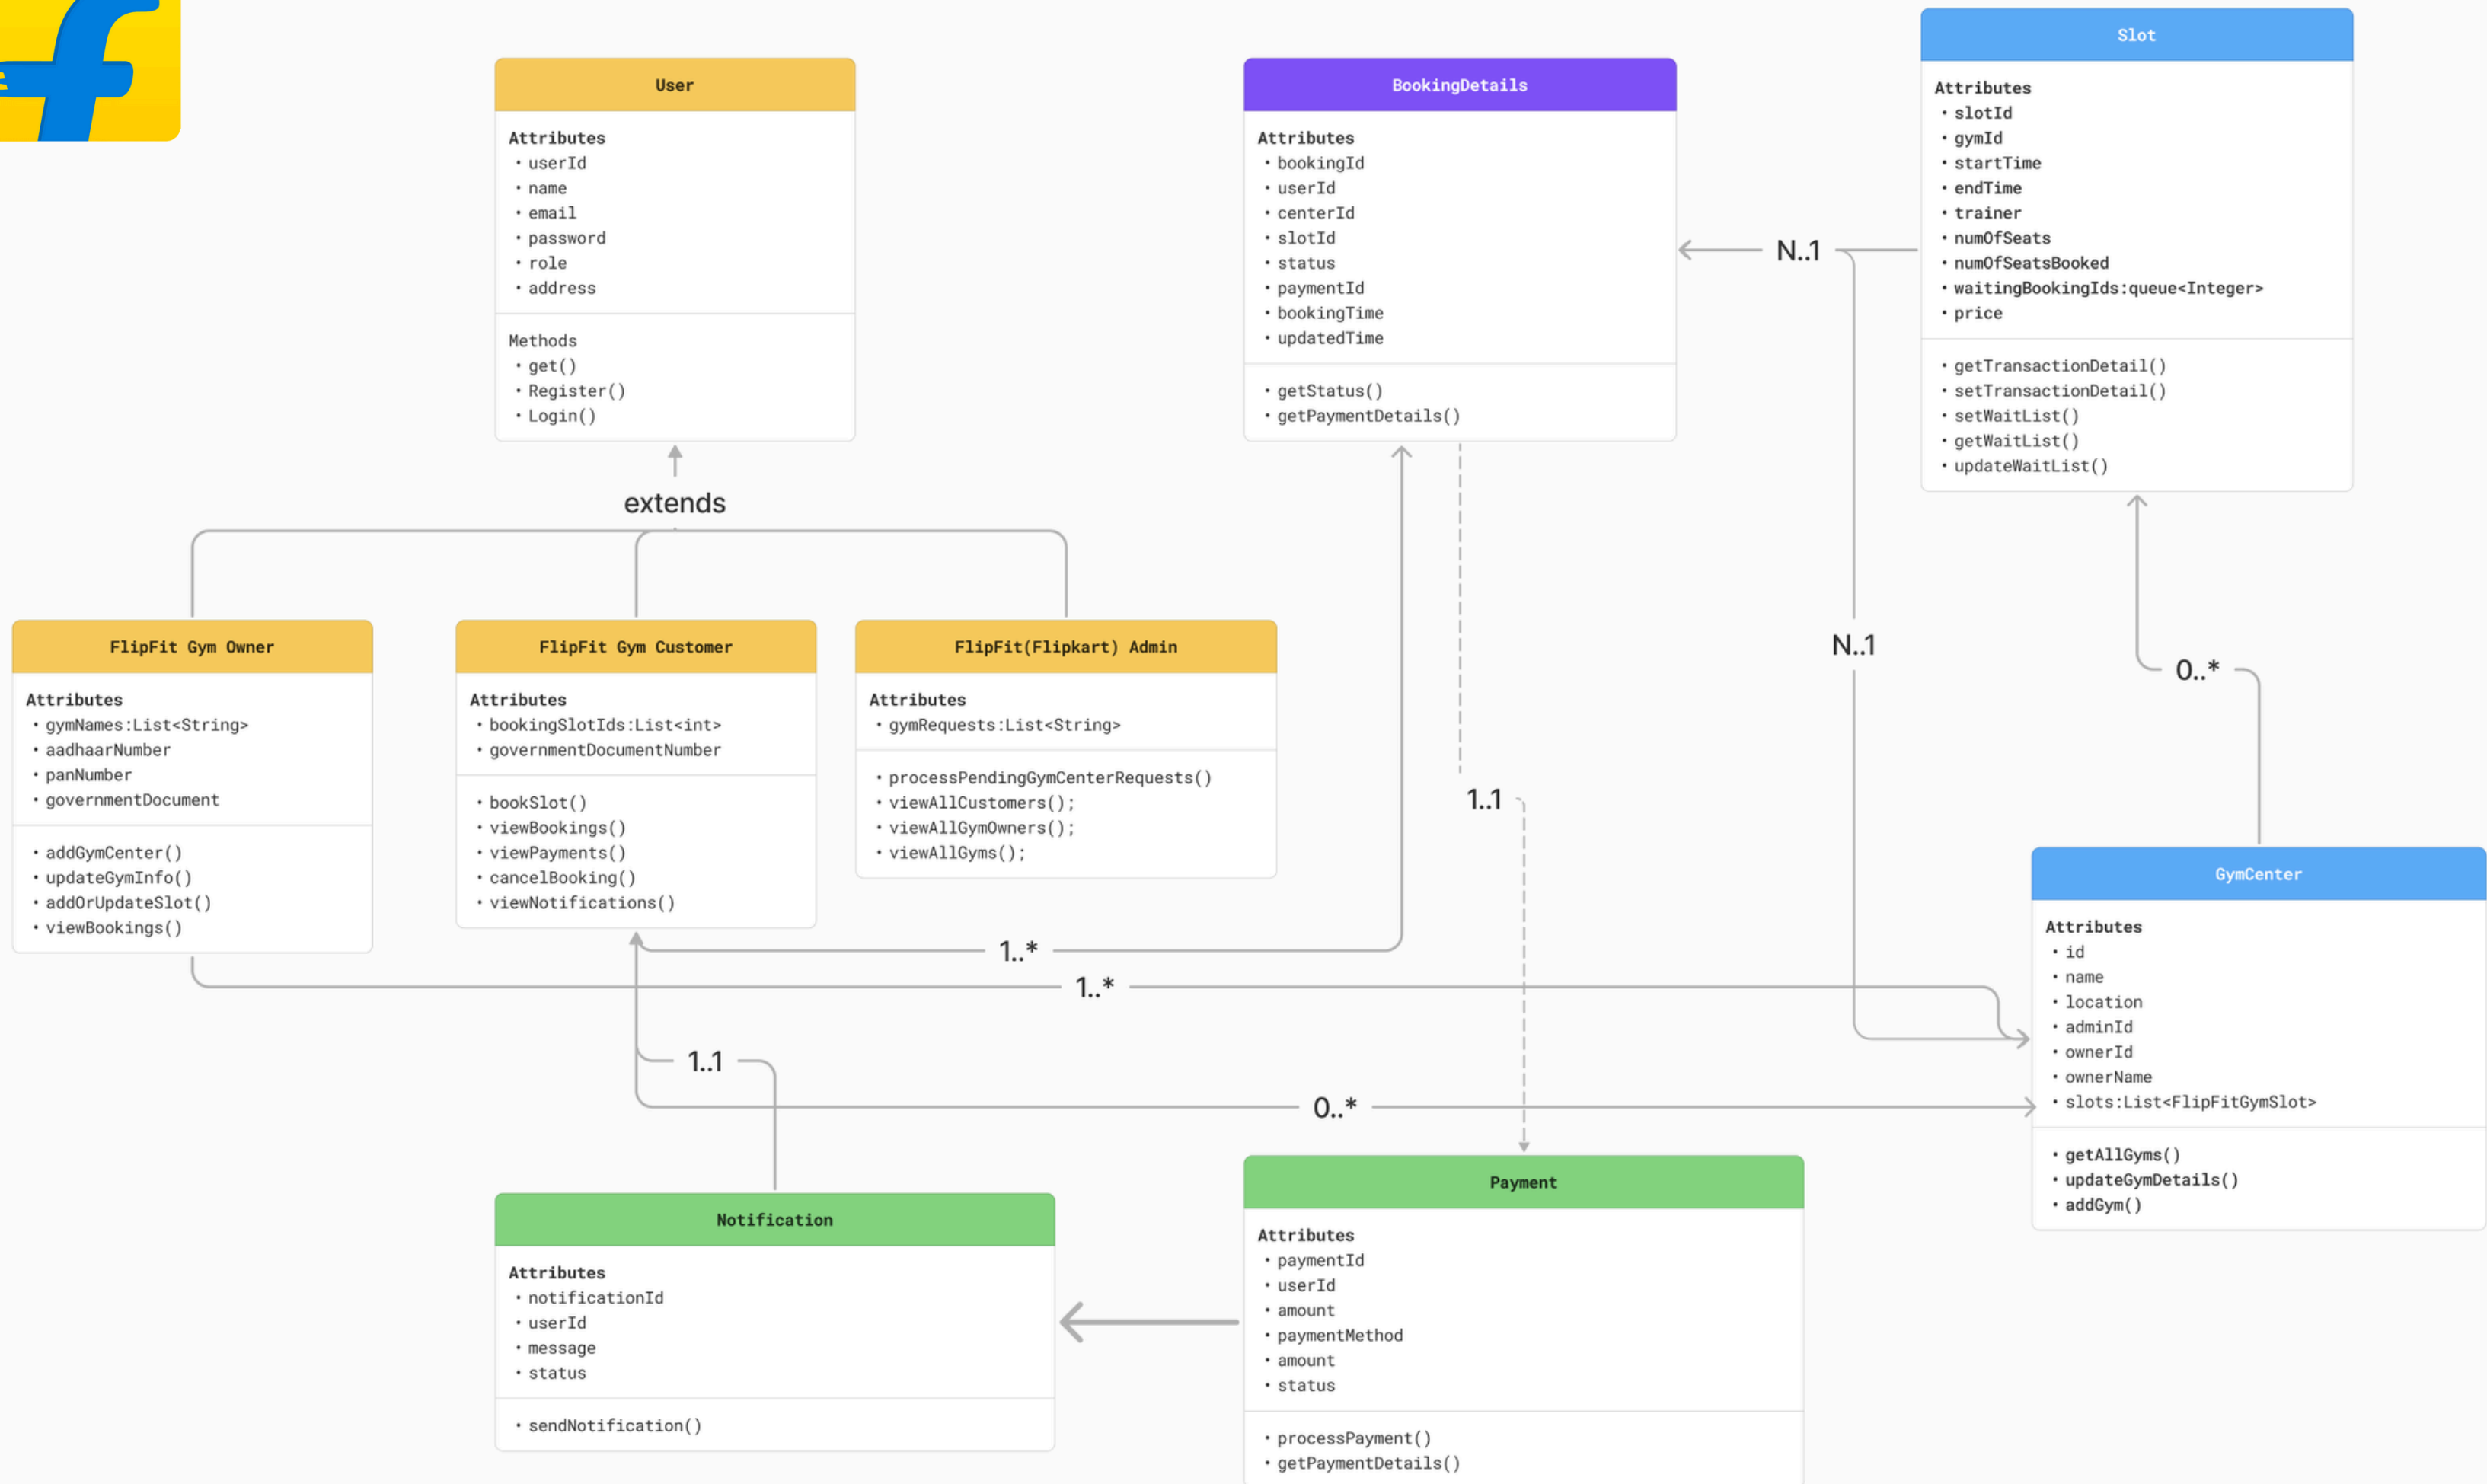 User
Attributes
• userId
• name
• email
• password
• role
• address
Methods
• get()
• Register()
• Login()
BookingDetails
Attributes
• bookingId
• userId
• centerId
• slotId
• status
• paymentId
• bookingTime
• updatedTime
• getStatus()
• getPaymentDetails()
Slot
Attributes
• slotId
• gymId
• startTime
• endTime
• trainer
• numOfSeats
• numOfSeatsBooked
• waitingBookingIds:queue<Integer>
• price
• getTransactionDetail()
• setTransactionDetail()
• setWaitList()
• getWaitList()
• updateWaitList()
N..1
extends
FlipFit Gym Owner
Attributes
• gymNames:List<String>
• aadhaarNumber
• panNumber
• governmentDocument
• addGymCenter()
• updateGymInfo()
• addOrUpdateSlot()
• viewBookings()
FlipFit Gym Customer
Attributes
• bookingSlotIds:List<int>
• governmentDocumentNumber
• bookSlot()
• viewBookings()
• viewPayments()
• cancelBooking()
• viewNotifications()
FlipFit(Flipkart) Admin
Attributes
• gymRequests:List<String>
• processPendingGymCenterRequests()
• viewAllCustomers();
• viewAllGymOwners();
• viewAllGyms();
N..1
0..*
1..1
1..*
1..*
1..1
0..*
GymCenter
Attributes
• id
• name
• location
• adminId
• ownerId
• ownerName
• slots:List<FlipFitGymSlot>
• getAllGyms()
• updateGymDetails()
• addGym()
Notification
Attributes
• notificationId
• userId
• message
• status
• sendNotification()
Payment
Attributes
• paymentId
• userId
• amount
• paymentMethod
• amount
• status
• processPayment()
• getPaymentDetails()